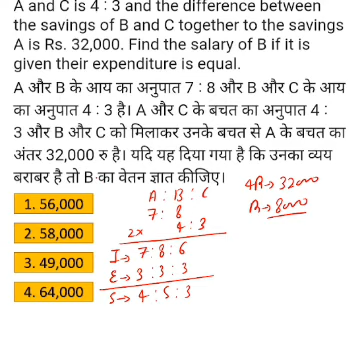 A and C is 4 : 3 and the difference between
the savings of B and C together to the savings
A is Rs. 32,000. Find the salary of B if it is
given their expenditure is equal.
A और B के आय का अनुपात 7 : 8 और B और C के आय
का अनुपात 4 : 3 है। A और C के बचत का अनुपात 4 :
3 और B और C को मिलाकर उनके बचत से A के बचत का
अंतर 32,000 रु है। यदि यह दिया गया है कि उनका व्यय
बराबर है तो B का वेतन ज्ञात कीजिए।
4R→32000
R→8000
1. 56,000
2. 58,000
3. 49,000
4. 64,000
A : B : C
7 : 8
2x 4 : 3
I→ 7 : 8 : 6
E→ 3 : 3 : 3
S→ 4 : 5 : 3